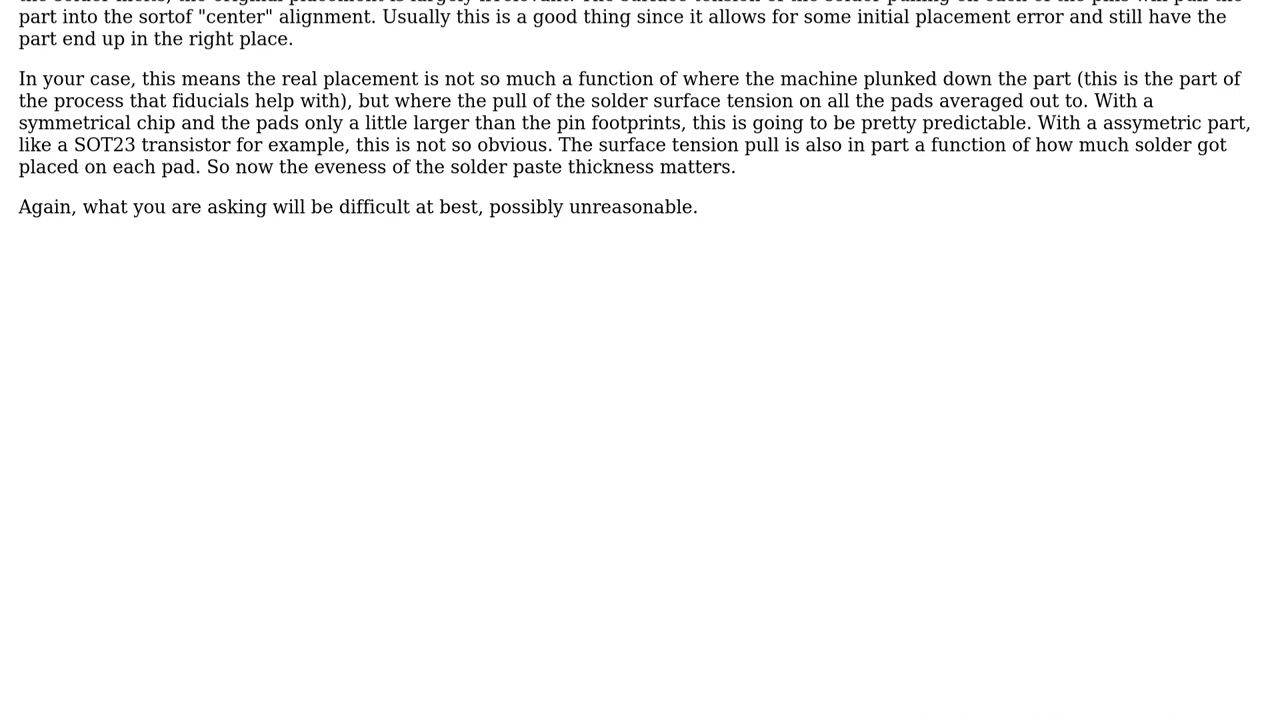 part into the sortof "center" alignment. Usually this is a good thing since it allows for some initial placement error and still have the
part end up in the right place.
In your case, this means the real placement is not so much a function of where the machine plunked down the part (this is the part of
the process that fiducials help with), but where the pull of the solder surface tension on all the pads averaged out to. With a
symmetrical chip and the pads only a little larger than the pin footprints, this is going to be pretty predictable. With a assymetric part,
like a SOT23 transistor for example, this is not so obvious. The surface tension pull is also in part a function of how much solder got
placed on each pad. So now the eveness of the solder paste thickness matters.
Again, what you are asking will be difficult at best, possibly unreasonable.